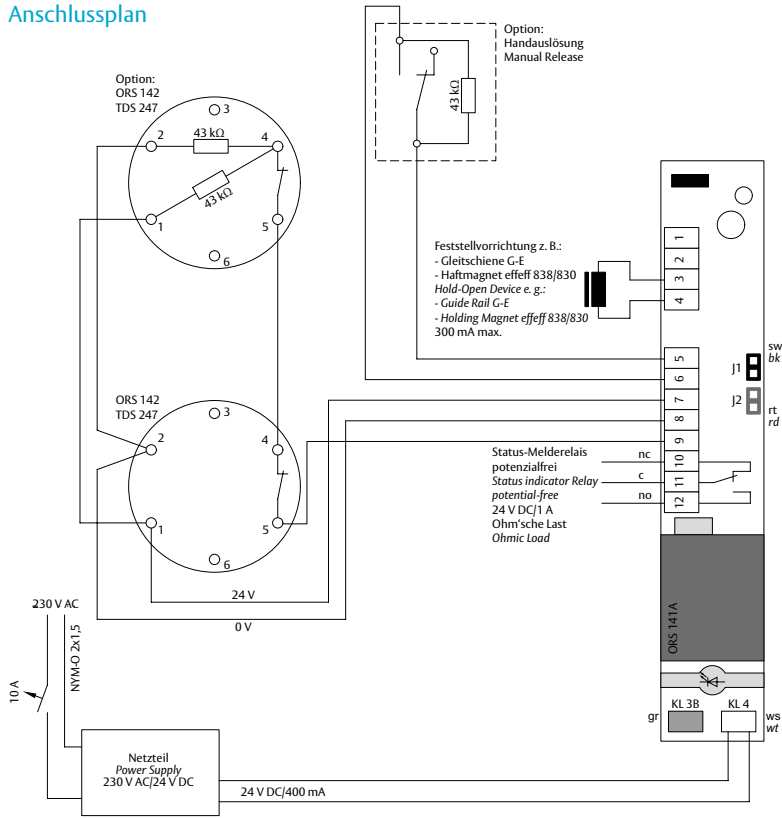 Anschlussplan
Option:
ORS 142
TDS 247
3
2
43 kΩ
4
43 kΩ
1
5
6
Option:
Handauslösung
Manual Release
43 kΩ
Feststellvorrichtung z. B.:
- Gleitschiene G-E
- Haftmagnet effeff 838/830
Hold-Open Device e. g.:
- Guide Rail G-E
- Holding Magnet effeff 838/830
300 mA max.
1
2
3
4
5
6
7
8
9
10
11
12
J1
sw
bk
J2
rt
rd
ORS 142
TDS 247
3
2
4
1
5
6
Status-Melderelais
potenzialfrei
Status indicator Relay
potential-free
24 V DC/1 A
Ohm'sche Last
Ohmic Load
nc
c
no
24 V
0 V
ORS 141A
230 V AC
NYM-O 2x1,5
10 A
Netzteil
Power Supply
230 V AC/24 V DC
24 V DC/400 mA
gr
KL 3B
KL 4
ws
wt